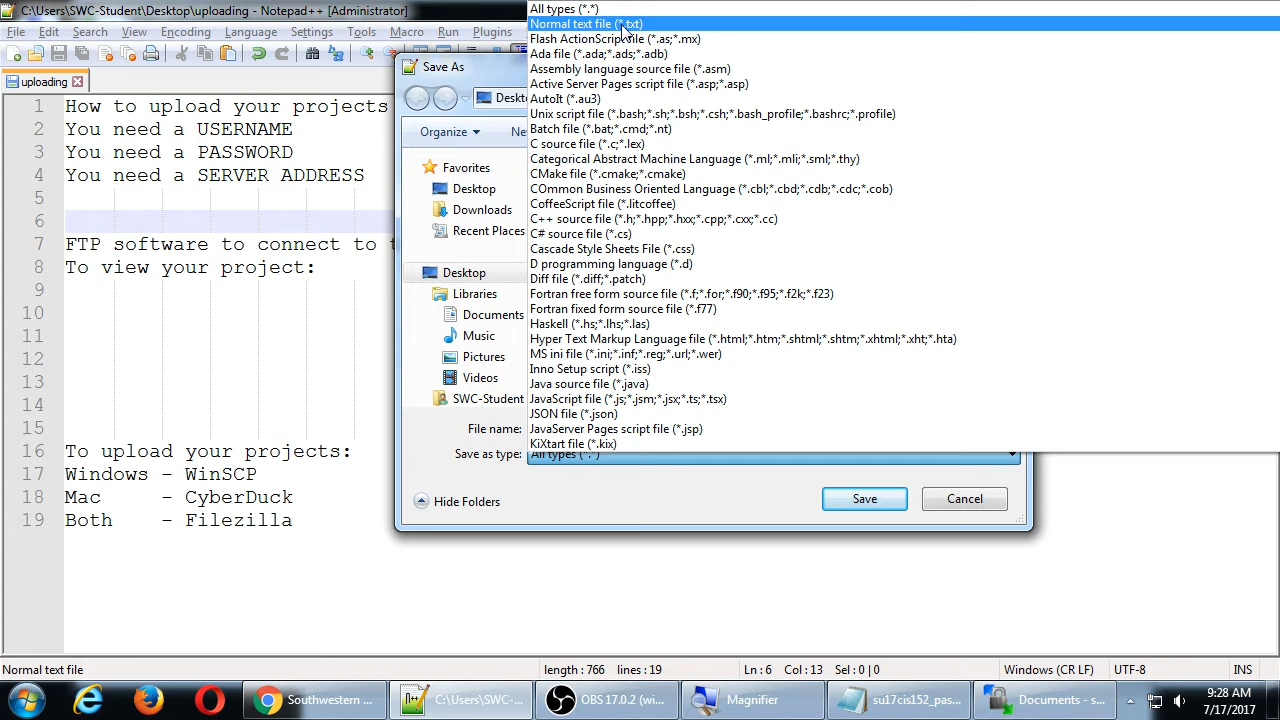 C:\Users\SWC-Student\Desktop\uploading - Notepad++ [Administrator]
File Edit Search View Encoding Language Settings Tools Macro Run Plugins
uploading
1 How to upload your projects
2 You need a USERNAME
3 You need a PASSWORD
4 You need a SERVER ADDRESS
5
6
7 FTP software to connect to t
8 To view your project:
9
10
11
12
13
14
15
16 To upload your projects:
17 Windows - WinSCP
18 Mac - CyberDuck
19 Both - Filezilla
Save As
Deskto
Organize Ne
Favorites
Desktop
Downloads
Recent Places
Desktop
Libraries
Documents
Music
Pictures
Videos
SWC-Student
File name:
Save as type: All types (*.*)
Hide Folders Save Cancel
All types (*.*)
Normal text file (*.txt)
Flash ActionScript file (*.as;*.mx)
Ada file (*.ada;*.ads;*.adb)
Assembly language source file (*.asm)
Active Server Pages script file (*.asp;*.asp)
AutoIt (*.au3)
Unix script file (*.bash;*.sh;*.bsh;*.csh;*.bash_profile;*.bashrc;*.profile)
Batch file (*.bat;*.cmd;*.nt)
C source file (*.c;*.lex)
Categorical Abstract Machine Language (*.ml;*.mli;*.sml;*.thy)
CMake file (*.cmake;*.cmake)
COmmon Business Oriented Language (*.cbl;*.cbd;*.cdb;*.cdc;*.cob)
CoffeeScript file (*.litcoffee)
C++ source file (*.h;*.hpp;*.hxx;*.cpp;*.cxx;*.cc)
C# source file (*.cs)
Cascade Style Sheets File (*.css)
D programming language (*.d)
Diff file (*.diff;*.patch)
Fortran free form source file (*.f;*.for;*.f90;*.f95;*.f2k;*.f23)
Fortran fixed form source file (*.f77)
Haskell (*.hs;*.lhs;*.las)
Hyper Text Markup Language file (*.html;*.htm;*.shtml;*.shtm;*.xhtml;*.xht;*.hta)
MS ini file (*.ini;*.inf;*.reg;*.url;*.wer)
Inno Setup script (*.iss)
Java source file (*.java)
JavaScript file (*.js;*.jsm;*.jsx;*.ts;*.tsx)
JSON file (*.json)
JavaServer Pages script file (*.jsp)
KiXtart file (*.kix)
Normal text file length : 766 lines : 19 Ln : 6 Col : 13 Sel : 0 | 0 Windows (CR LF) UTF-8 INS
Southwestern ... C:\Users\SWC-... OBS 17.0.2 (wi... Magnifier su17cis152_pas... Documents - s...
9:28 AM
7/17/2017